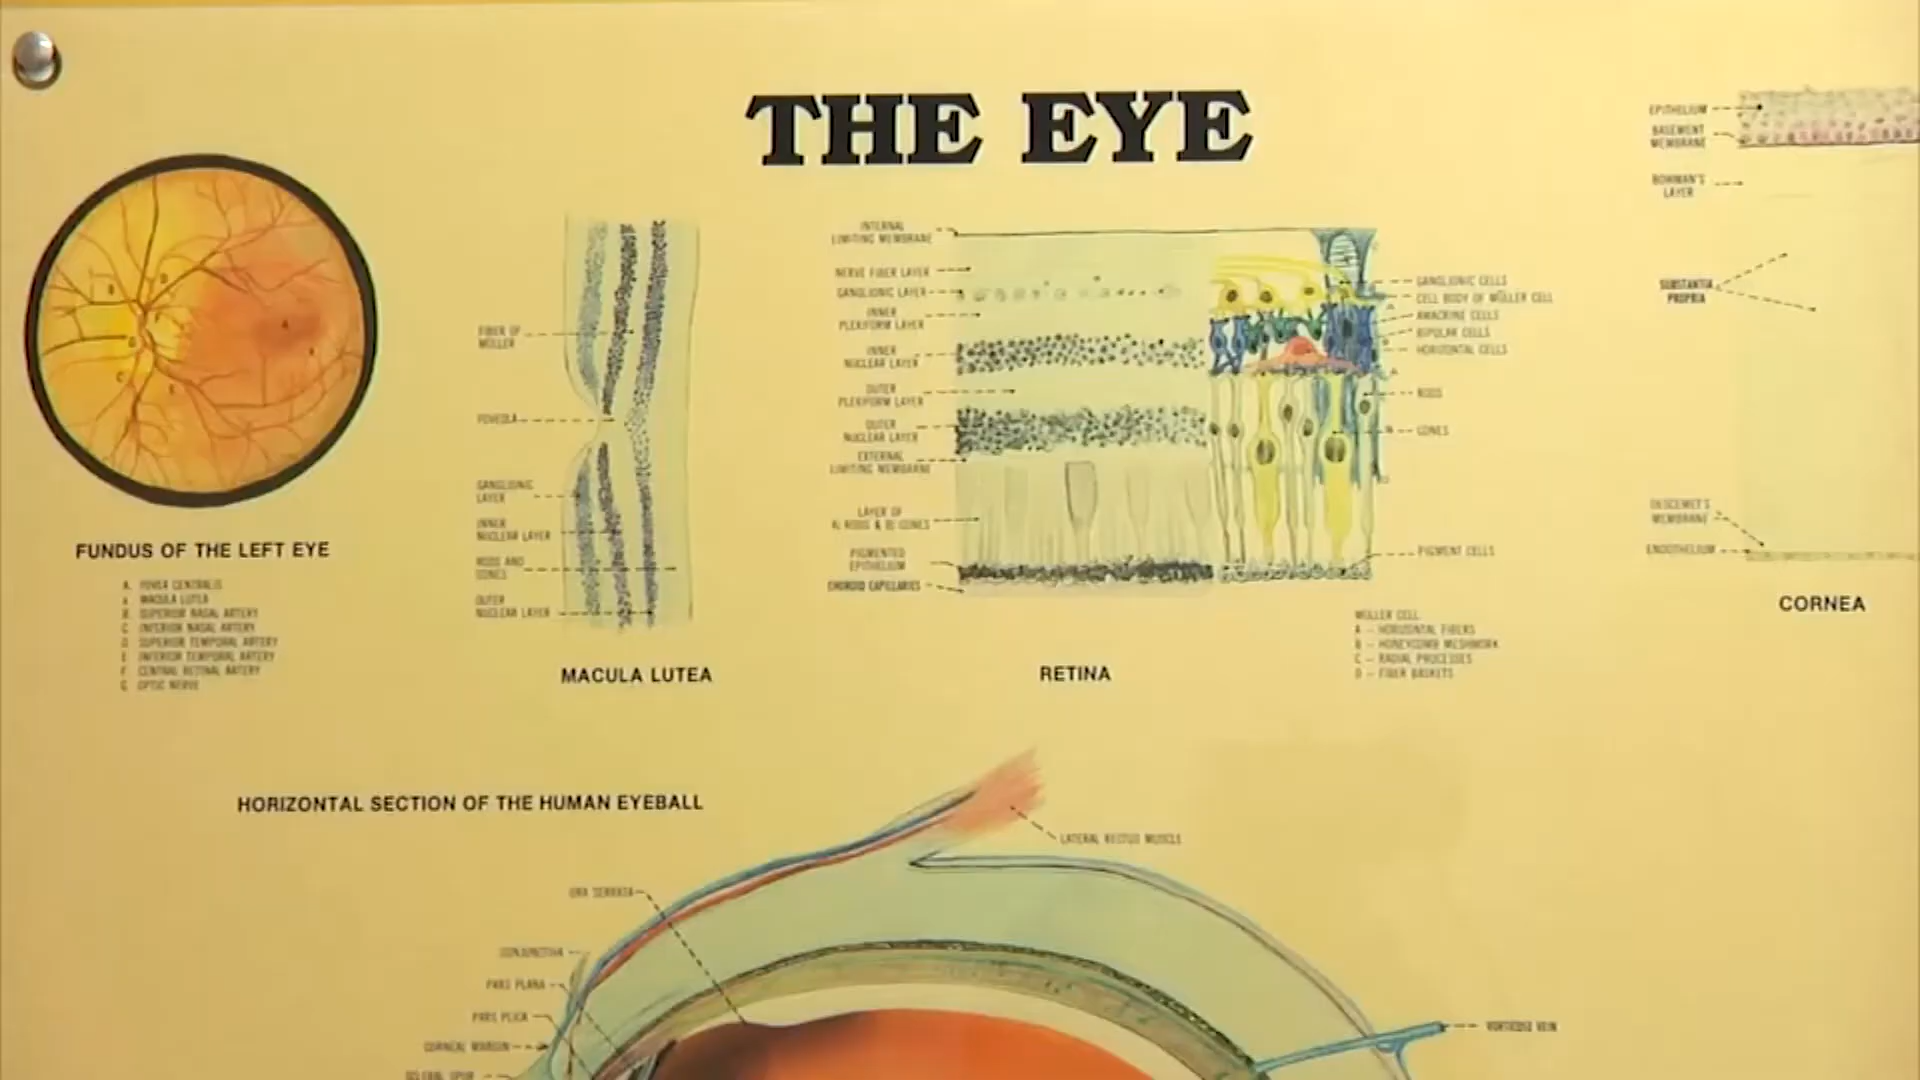 THE EYE
EPITHELIUM
BASEMENT
MEMBRANE
BOWMAN'S
LAYER
SUBSTANTIA
PROPRIA
DESCEMET'S
MEMBRANE
ENDOTHELIUM
CORNEA
FUNDUS OF THE LEFT EYE
A. FOVEA CENTRALIS
MACULA LUTEA
B. SUPERIOR NASAL ARTERY
C. INFERIOR NASAL ARTERY
D. SUPERIOR TEMPORAL ARTERY
E. INFERIOR TEMPORAL ARTERY
F. CENTRAL RETINAL ARTERY
G. OPTIC NERVE
FIBER OF
MÜLLER
FOVEOLA
GANGLIONIC
LAYER
INNER
NUCLEAR LAYER
RODS AND
CONES
OUTER
NUCLEAR LAYER
MACULA LUTEA
INTERNAL
LIMITING MEMBRANE
NERVE FIBER LAYER
GANGLIONIC LAYER
INNER
PLEXIFORM LAYER
INNER
NUCLEAR LAYER
OUTER
PLEXIFORM LAYER
OUTER
NUCLEAR LAYER
EXTERNAL
LIMITING MEMBRANE
LAYER OF
A) RODS & B) CONES
PIGMENTED
EPITHELIUM
CHOROID CAPILLARIES
GANGLIONIC CELLS
CELL BODY OF MÜLLER CELL
AMACRINE CELLS
BIPOLAR CELLS
HORIZONTAL CELLS
RODS
CONES
PIGMENT CELLS
RETINA
MÜLLER CELL
A – HORIZONTAL FIBERS
B – HONEYCOMB MESHWORK
C – RADIAL PROCESSES
D – FIBER BASKETS
HORIZONTAL SECTION OF THE HUMAN EYEBALL
LATERAL RECTUS MUSCLE
ORA SERRATA
CONJUNCTIVA
PARS PLANA
PARS PLICA
CORNEAL MARGIN
SCLERAL SPUR
VORTICOSE VEIN